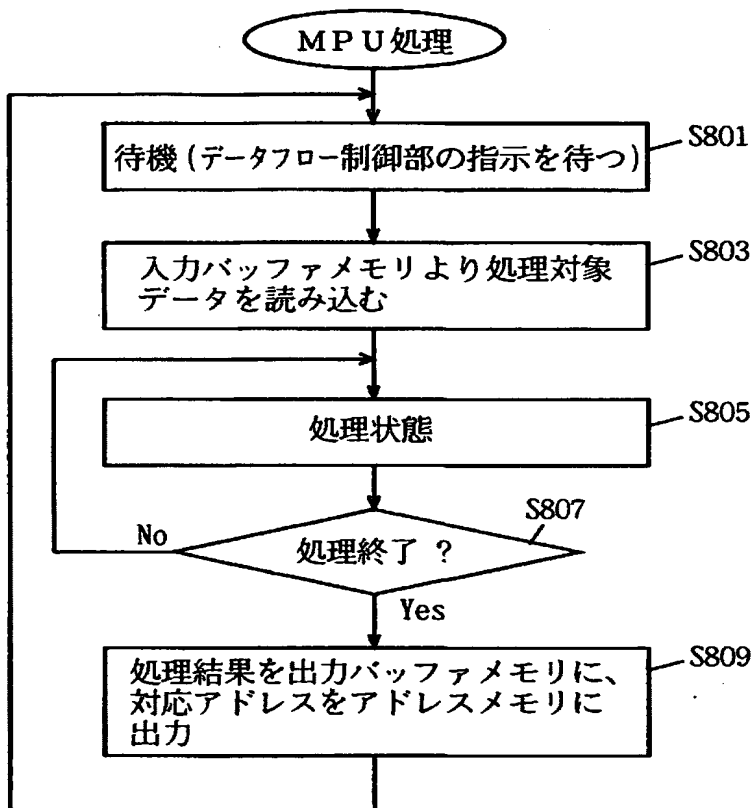 MPU処理
待機(データフロー制御部の指示を待つ)
S801
入力バッファメモリより処理対象
データを読み込む
S803
処理状態
S805
処理終了 ?
S807
No
Yes
処理結果を出力バッファメモリに、
対応アドレスをアドレスメモリに
出力
S809